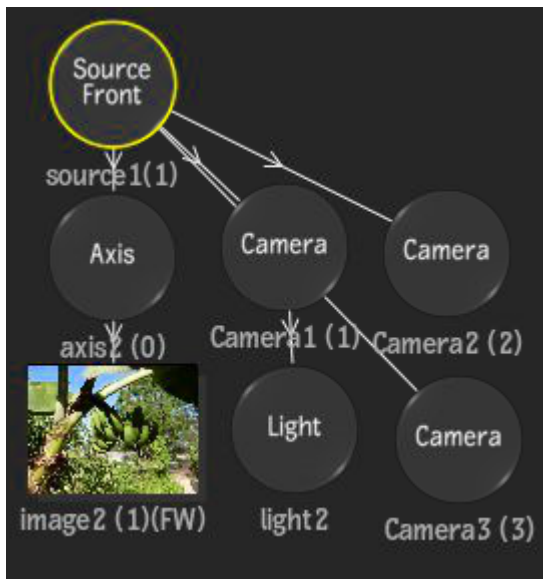 Source
Front
source1(1)
Axis
Camera
Camera
axis2 (0)
Camera1 (1)
Camera2 (2)
Light
Camera
image2 (1)(FW)
light2
Camera3 (3)